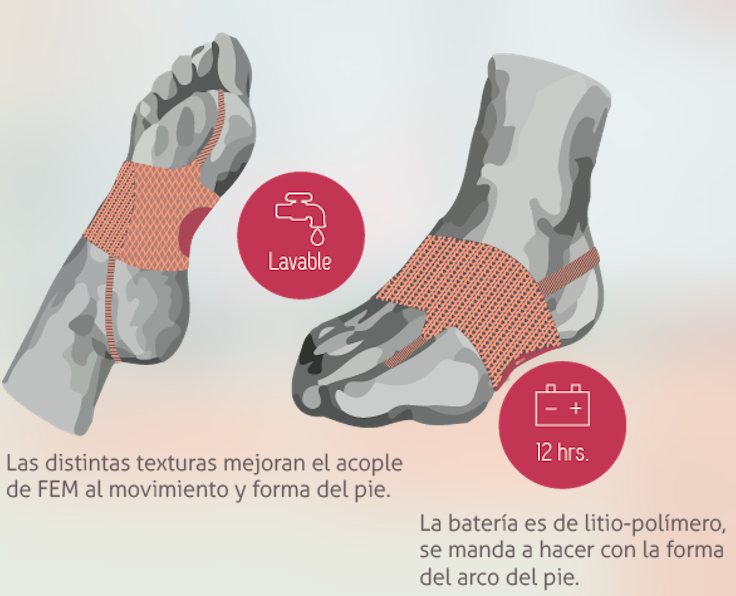 Lavable
- +
12 hrs.
Las distintas texturas mejoran el acople
de FEM al movimiento y forma del pie.
La batería es de litio-polímero,
se manda a hacer con la forma
del arco del pie.